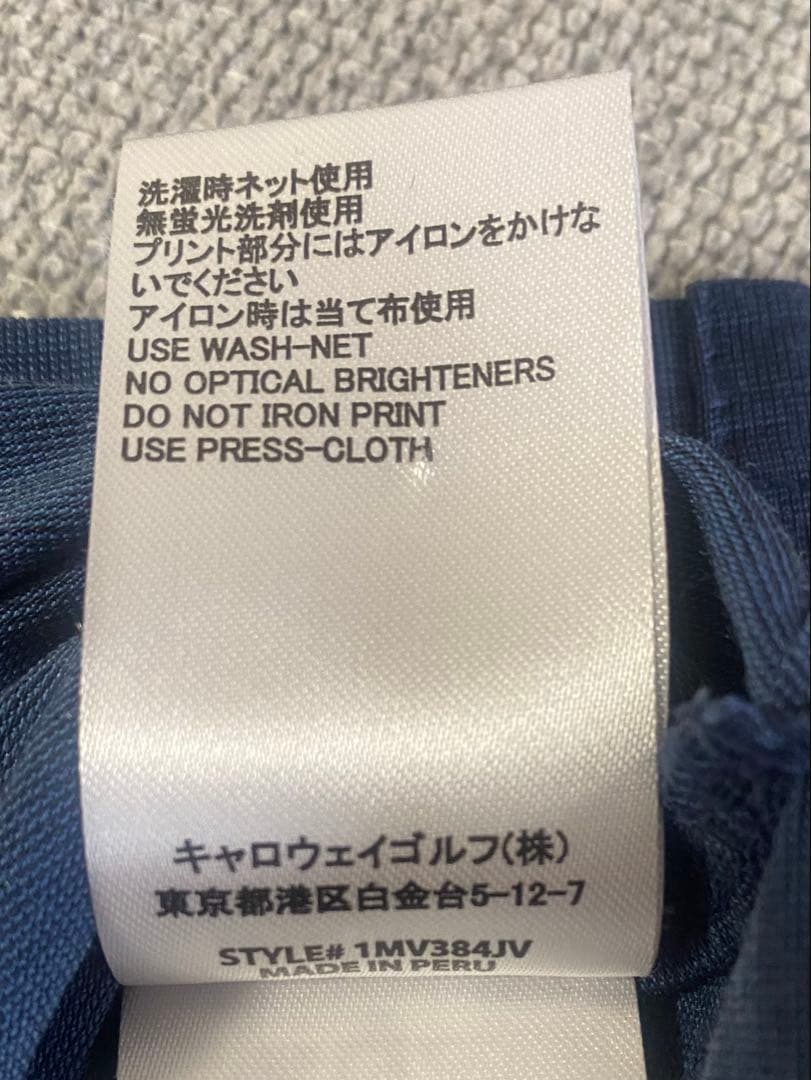 洗濯時ネット使用
無蛍光洗剤使用
プリント部分にはアイロンをかけな
いでください
アイロン時は当て布使用
USE WASH-NET
NO OPTICAL BRIGHTENERS
DO NOT IRON PRINT
USE PRESS-CLOTH
キャロウェイゴルフ(株)
東京都港区白金台5-12-7
STYLE# 1MV384JV
MADE IN PERU